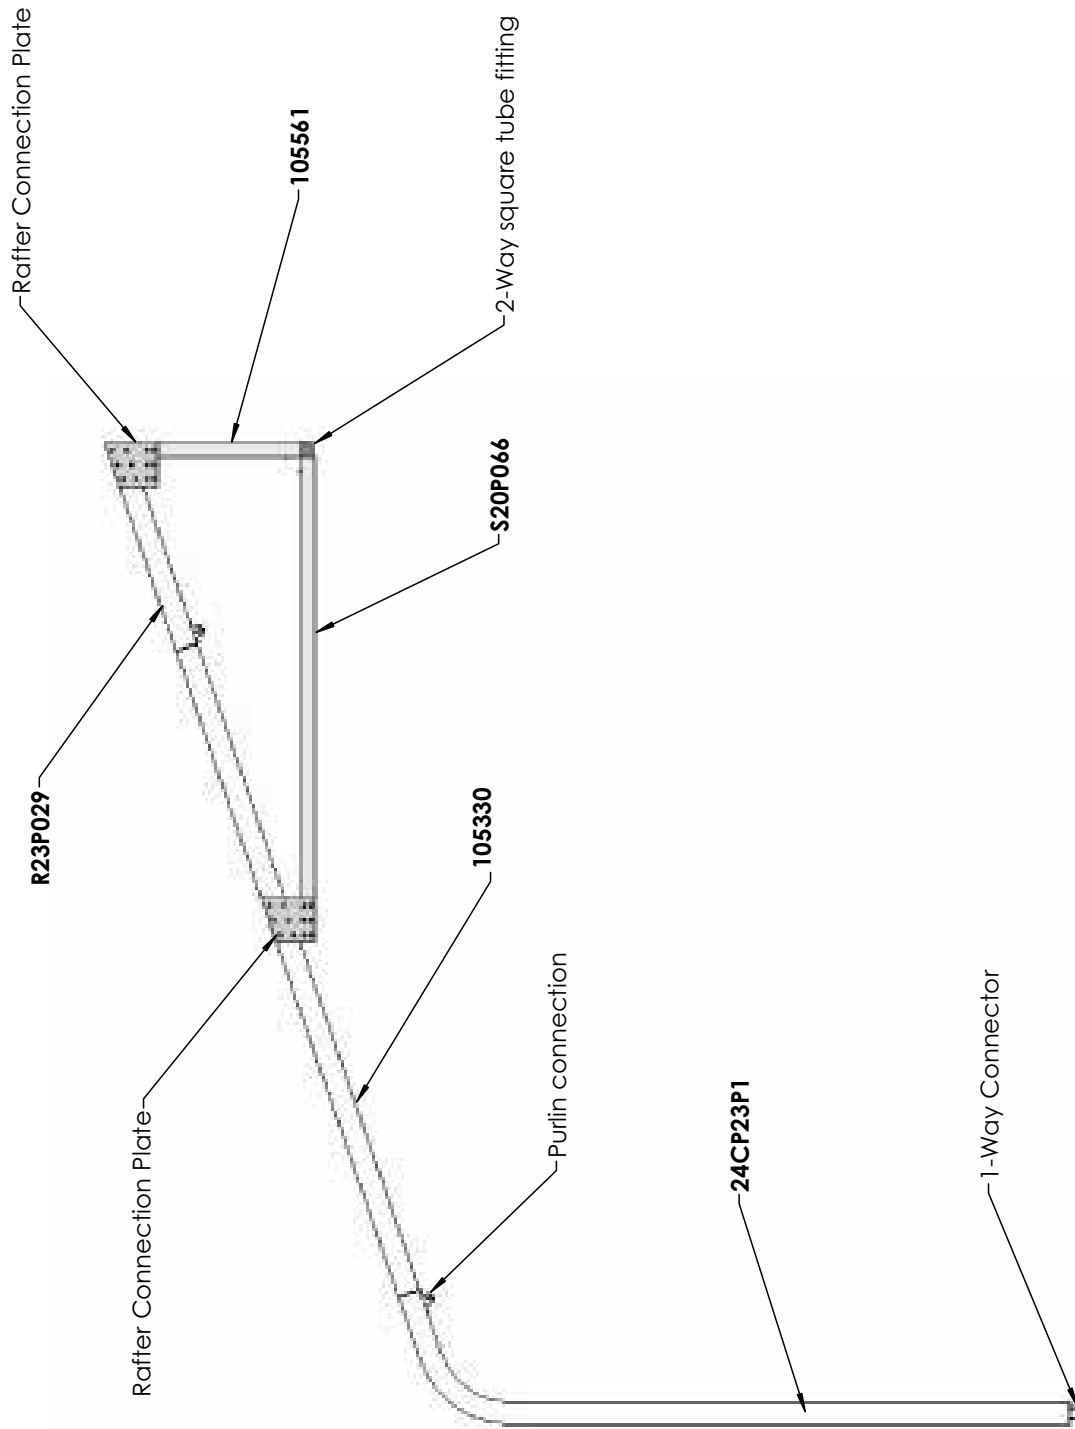 Rafter Connection Plate
105561
2-Way square tube fitting
R23P029
S20P066
105330
Rafter Connection Plate
Purlin connection
24CP23P1
1-Way Connector